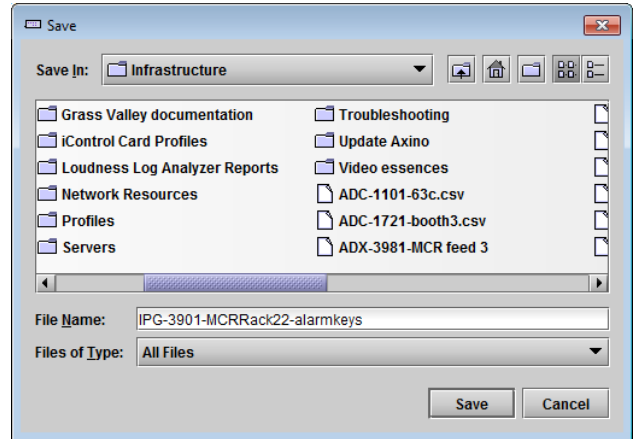 Save
Save In: Infrastructure
Grass Valley documentation
iControl Card Profiles
Loudness Log Analyzer Reports
Network Resources
Profiles
Servers
Troubleshooting
Update Axino
Video essences
ADC-1101-63c.csv
ADC-1721-booth3.csv
ADX-3981-MCR feed 3
File Name: IPG-3901-MCRRack22-alarmkeys
Files of Type: All Files
Save Cancel